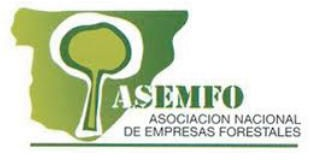 ASEMFO
ASOCIACION NACIONAL
DE EMPRESAS FORESTALES